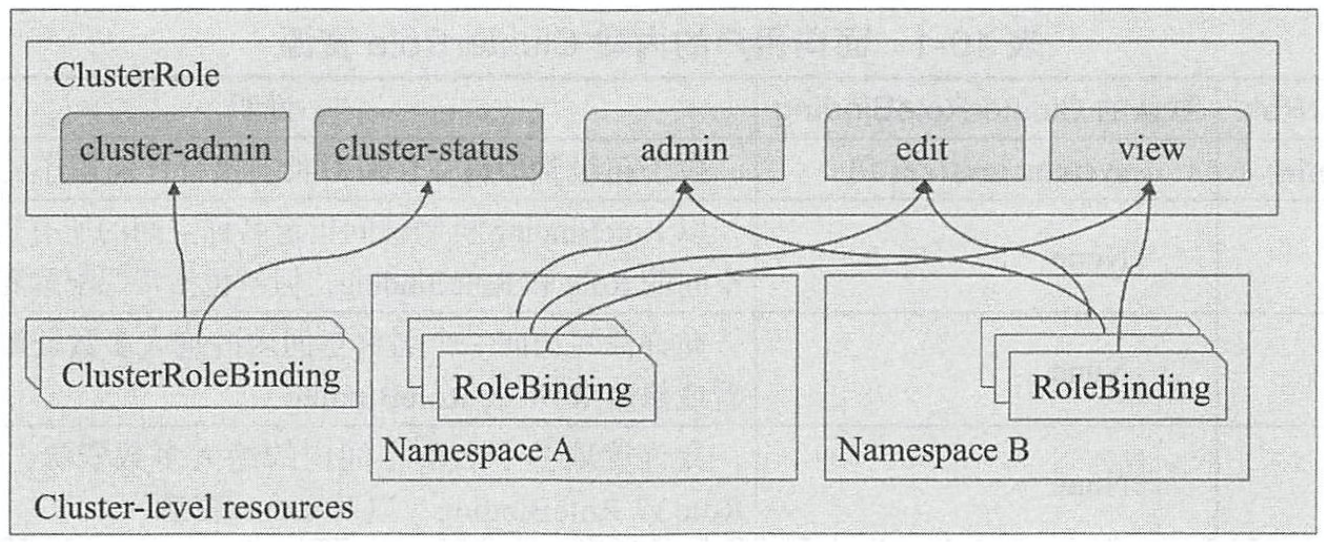 ClusterRole
cluster-admin
cluster-status
admin
edit
view
ClusterRoleBinding
RoleBinding
RoleBinding
Namespace A
Namespace B
Cluster-level resources